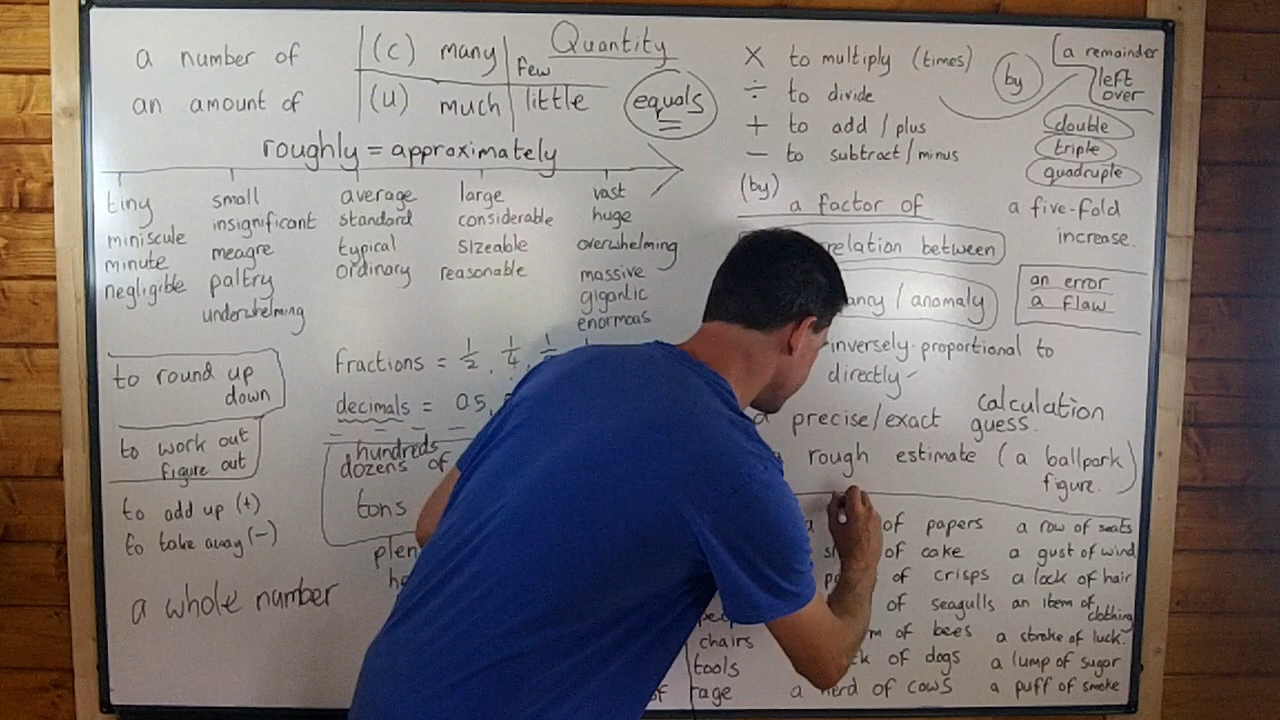 Quantity
a number of (c) many few
an amount of (u) much little
equals
roughly = approximately
tiny
miniscule
minute
negligible
small
insignificant
meagre
paltry
underwhelming
average
standard
typical
ordinary
large
considerable
sizeable
reasonable
vast
huge
overwhelming
massive
gigantic
enormous
to round up
down
to work out
figure out
to add up (+)
to take away (-)
a whole number
fractions = 1/2, 1/4,
decimals = 0.5,
hundreds
dozens of
tons
× to multiply (times)
÷ to divide
+ to add / plus
- to subtract / minus
by
a remainder
left
over
double
triple
quadruple
(by)
a factor of
a five-fold
increase.
relation between
/ anomaly
an error
a flaw
inversely proportional to
directly
a precise/exact calculation
guess.
rough estimate (a ballpark
figure.)
of papers
of cake
of crisps
of seagulls
of bees
of dogs
a herd of cows
a row of seats
a gust of wind
a lock of hair
an item of clothing
a stroke of luck
a lump of sugar
a puff of smoke
chairs
tools
of rage